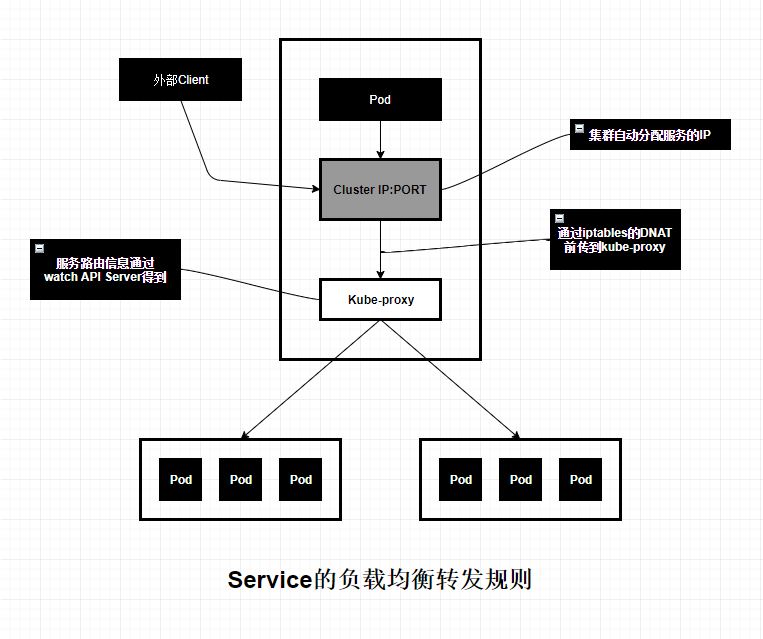 外部Client
Pod
集群自动分配服务的IP
Cluster IP:PORT
通过iptables的DNAT
前传到kube-proxy
服务路由信息通过
watch API Server得到
Kube-proxy
Pod Pod Pod
Pod Pod Pod
Service的负载均衡转发规则